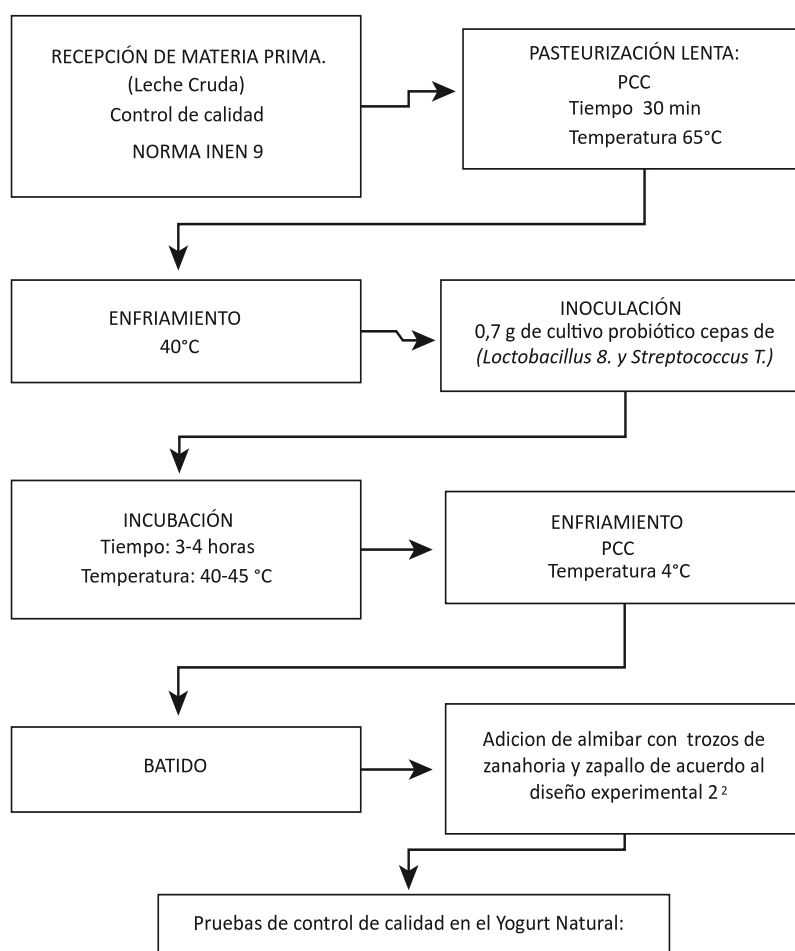 RECEPCIÓN DE MATERIA PRIMA.
(Leche Cruda)
Control de calidad
NORMA INEN 9
PASTEURIZACIÓN LENTA:
PCC
Tiempo 30 min
Temperatura 65°C
ENFRIAMIENTO
40°C
INOCULACIÓN
0,7 g de cultivo probiótico cepas de
(Loctobacillus 8. y Streptococcus T.)
INCUBACIÓN
Tiempo: 3-4 horas
Temperatura: 40-45 °C
ENFRIAMIENTO
PCC
Temperatura 4°C
BATIDO
Adicion de almibar con trozos de
zanahoria y zapallo de acuerdo al
diseño experimental 2²
Pruebas de control de calidad en el Yogurt Natural: